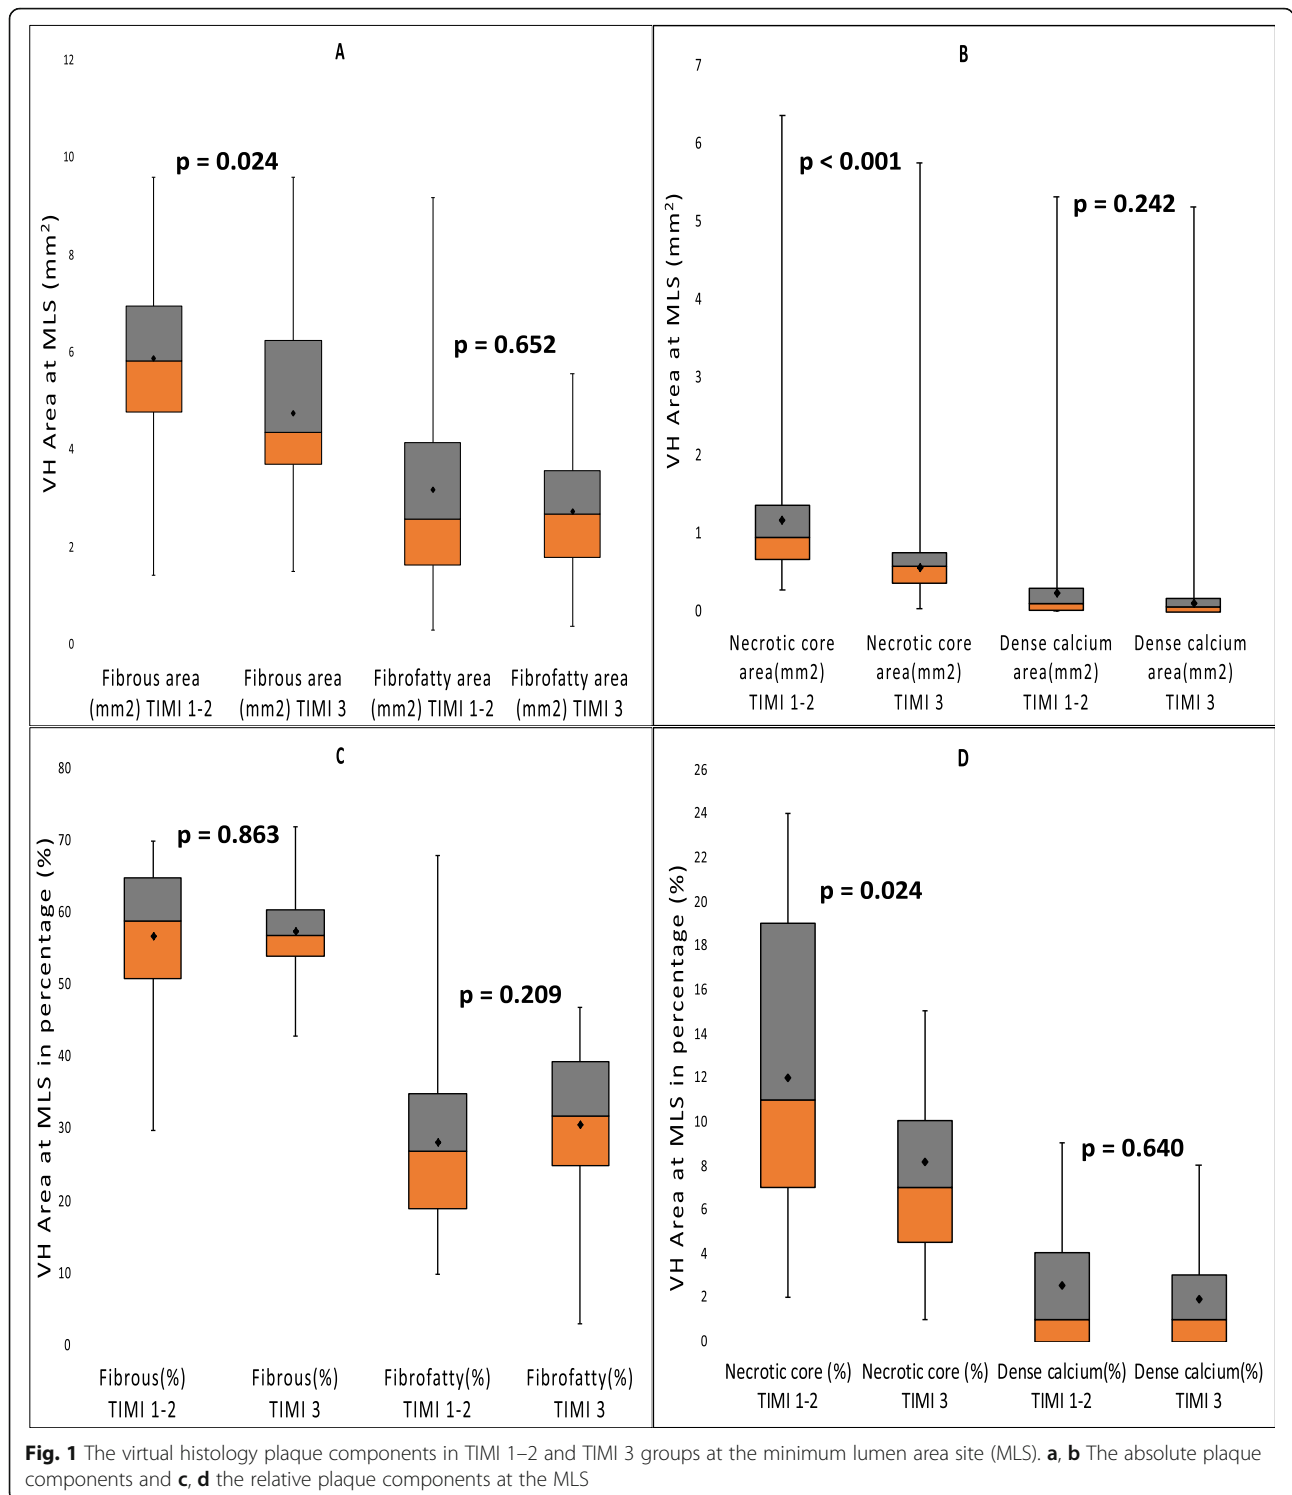 A
12
10
8
6
4
2
0
VH Area at MLS (mm²)
p = 0.024
p = 0.652
Fibrous area Fibrous area Fibrofatty area Fibrofatty area
(mm2) TIMI 1-2 (mm2) TIMI 3 (mm2) TIMI 1-2 (mm2) TIMI 3
B
7
6
5
4
3
2
1
0
VH Area at MLS (mm²)
p < 0.001
p = 0.242
Necrotic core Necrotic core Dense calcium Dense calcium
area(mm2) area(mm2) area(mm2) area(mm2)
TIMI 1-2 TIMI 3 TIMI 1-2 TIMI 3
C
80
70
60
50
40
30
20
10
0
VH Area at MLS in percentage (%)
p = 0.863
p = 0.209
Fibrous(%) Fibrous(%) Fibrofatty(%) Fibrofatty(%)
TIMI 1-2 TIMI 3 TIMI 1-2 TIMI 3
D
26
24
22
20
18
16
14
12
10
8
6
4
2
0
VH Area at MLS in percentage (%)
p = 0.024
p = 0.640
Necrotic core (%) Necrotic core (%) Dense calcium(%) Dense calcium(%)
TIMI 1-2 TIMI 3 TIMI 1-2 TIMI 3
Fig. 1 The virtual histology plaque components in TIMI 1–2 and TIMI 3 groups at the minimum lumen area site (MLS). a, b The absolute plaque
components and c, d the relative plaque components at the MLS